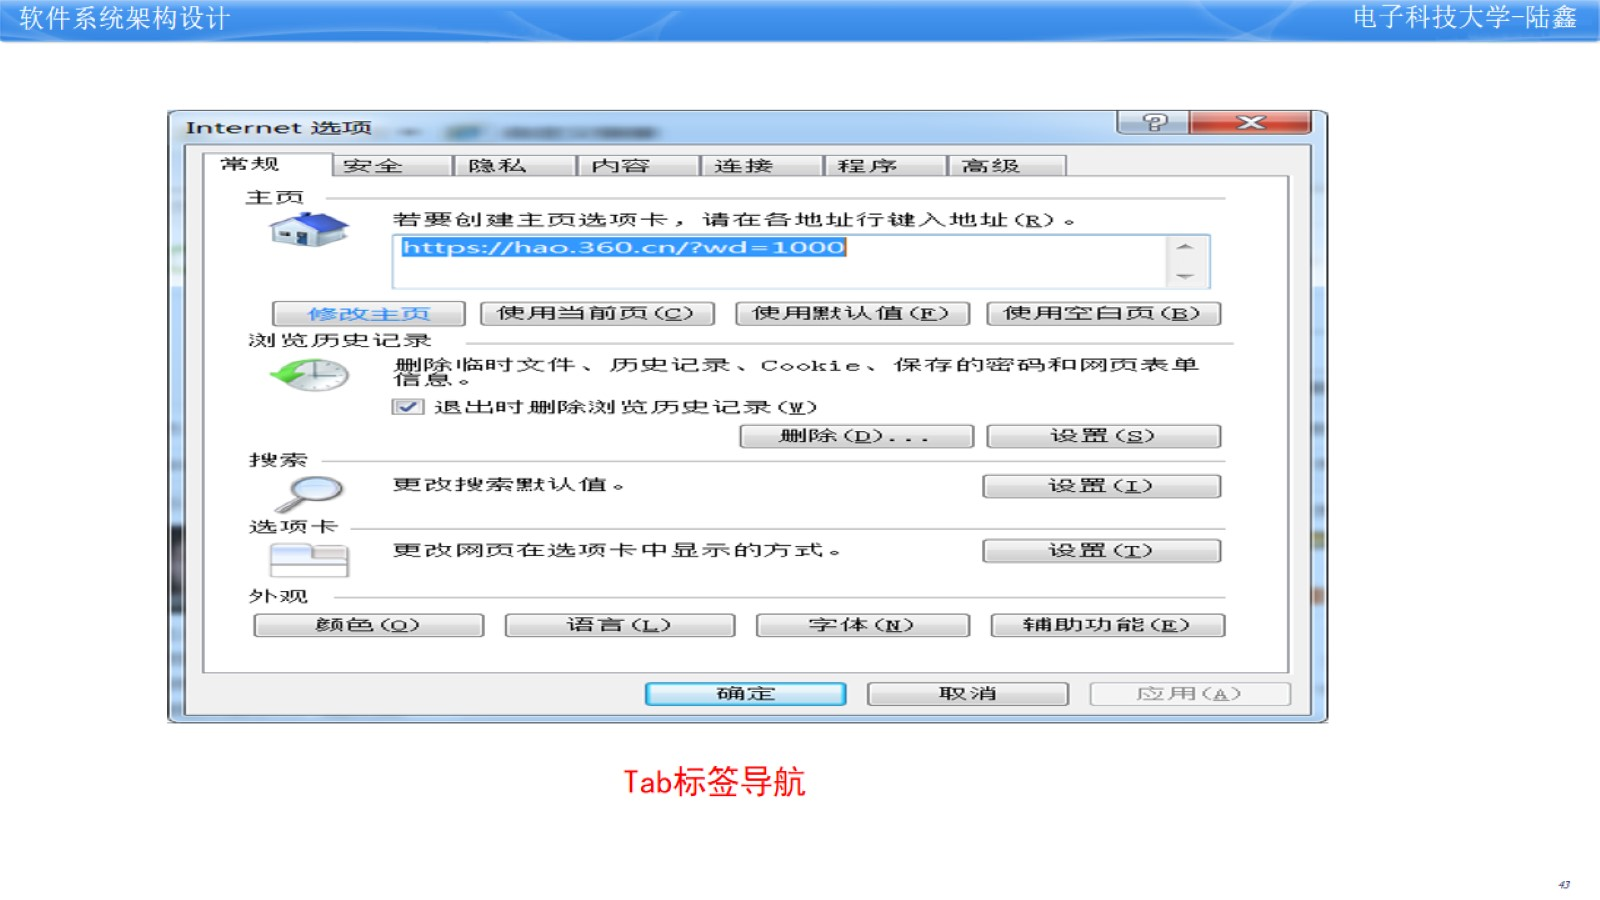 软件系统架构设计
电子科技大学-陆鑫
Internet 选项
常规 安全 隐私 内容 连接 程序 高级
主页
若要创建主页选项卡，请在各地址行键入地址(R)。
https://hao.360.cn/?wd=1000
修改主页 使用当前页(C) 使用默认值(F) 使用空白页(B)
浏览历史记录
删除临时文件、历史记录、Cookie、保存的密码和网页表单
信息。
退出时删除浏览历史记录(W)
删除(D)... 设置(S)
搜索
更改搜索默认值。 设置(I)
选项卡
更改网页在选项卡中显示的方式。 设置(T)
外观
颜色(O) 语言(L) 字体(N) 辅助功能(E)
确定 取消 应用(A)
Tab标签导航
43